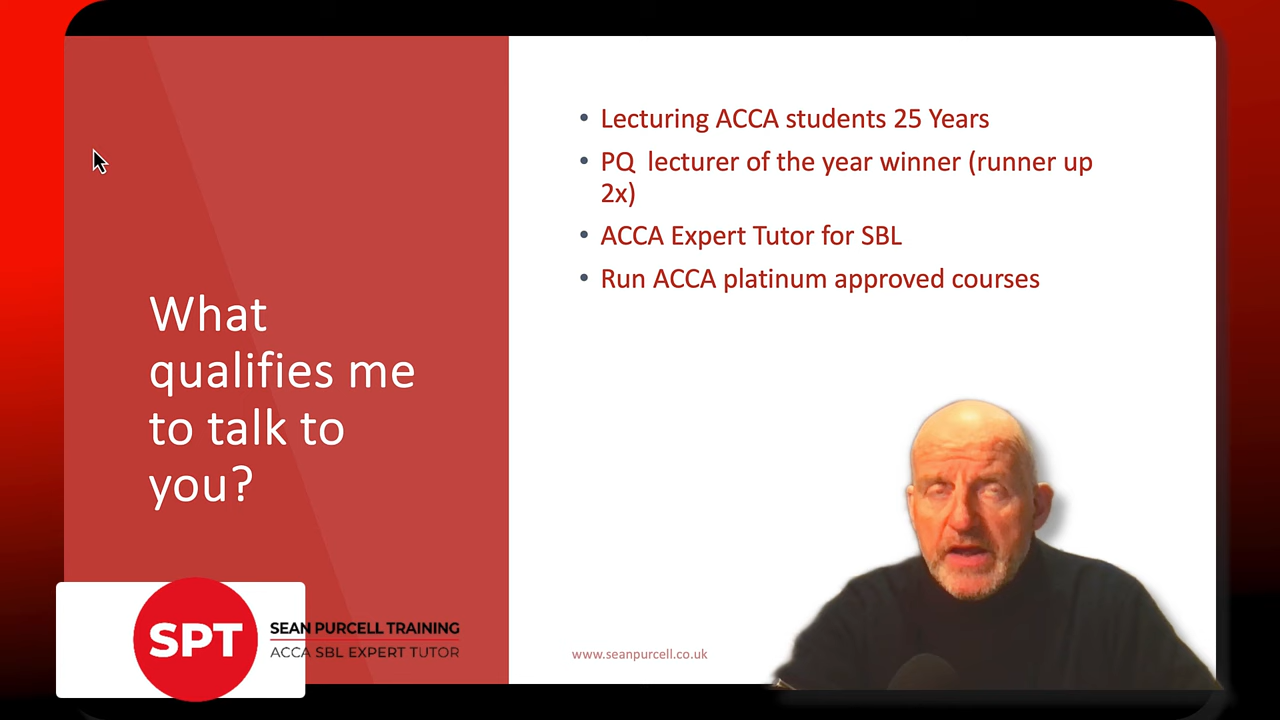 What
qualifies me
to talk to
you?
• Lecturing ACCA students 25 Years
• PQ  lecturer of the year winner (runner up
2x)
• ACCA Expert Tutor for SBL
• Run ACCA platinum approved courses
SPT
SEAN PURCELL TRAINING
ACCA SBL EXPERT TUTOR
www.seanpurcell.co.uk